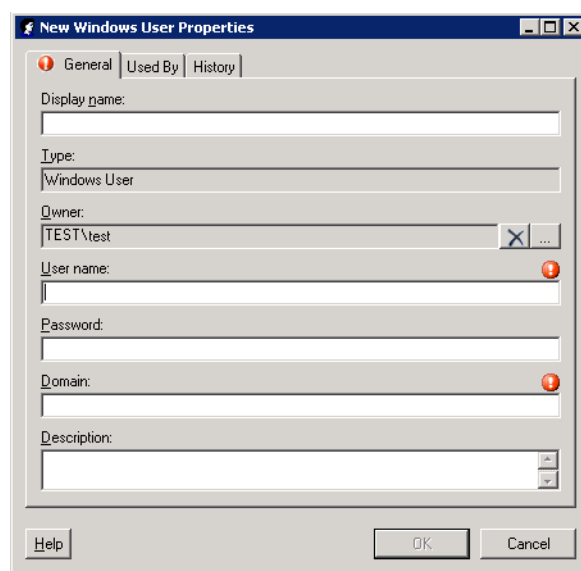 New Windows User Properties
General Used By History
Display name:
Type:
Windows User
Owner:
TEST\test
...
User name:
Password:
Domain:
Description:
Help OK Cancel